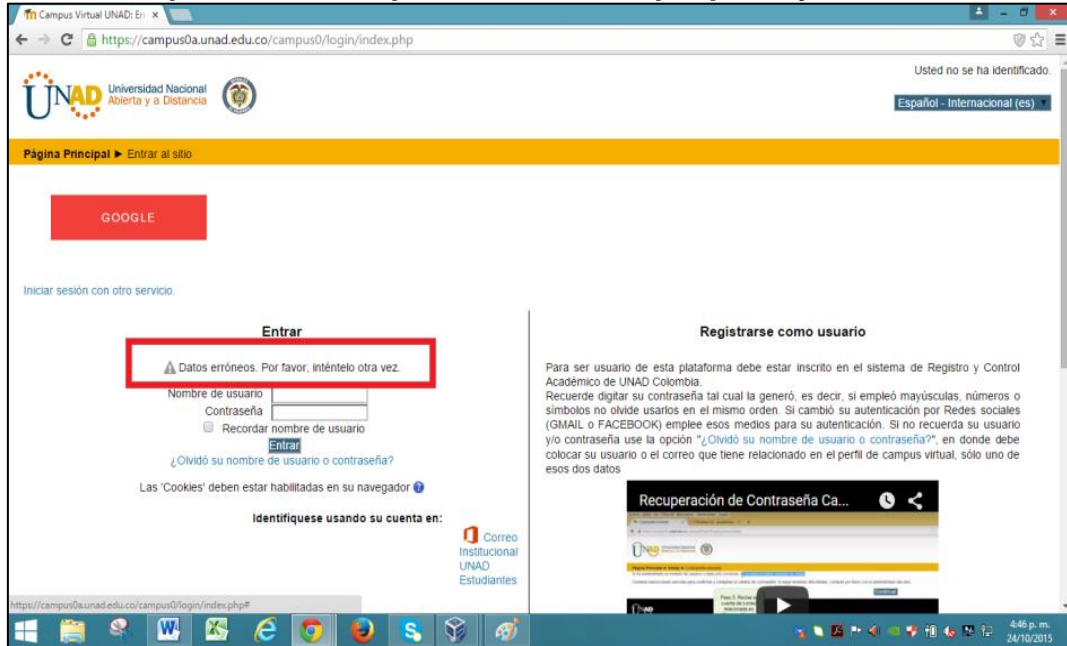 Campus Virtual UNAD: En
https://campus0a.unad.edu.co/campus0/login/index.php
Usted no se ha identificado.
UNAD Universidad Nacional
Abierta y a Distancia
Español - Internacional (es)
Página Principal ► Entrar al sitio
GOOGLE
Iniciar sesión con otro servicio.
Entrar
Datos erróneos. Por favor, inténtelo otra vez.
Nombre de usuario
Contraseña
Recordar nombre de usuario
Entrar
¿Olvidó su nombre de usuario o contraseña?
Las 'Cookies' deben estar habilitadas en su navegador
Identifiquese usando su cuenta en:
Correo
Institucional
UNAD
Estudiantes
Registrarse como usuario
Para ser usuario de esta plataforma debe estar inscrito en el sistema de Registro y Control
Académico de UNAD Colombia.
Recuerde digitar su contraseña tal cual la generó, es decir, si empleó mayúsculas, números o
símbolos no olvide usarlos en el mismo orden. Si cambió su autenticación por Redes sociales
(GMAIL o FACEBOOK) emplee esos medios para su autenticación. Si no recuerda su usuario
y/o contraseña use la opción "¿Olvidó su nombre de usuario o contraseña?", en donde debe
colocar su usuario o el correo que tiene relacionado en el perfil de campus virtual, sólo uno de
esos dos datos
Recuperación de Contraseña Ca...
https://campus0a.unad.edu.co/campus0/login/index.php#
4:46 p. m.
24/10/2015